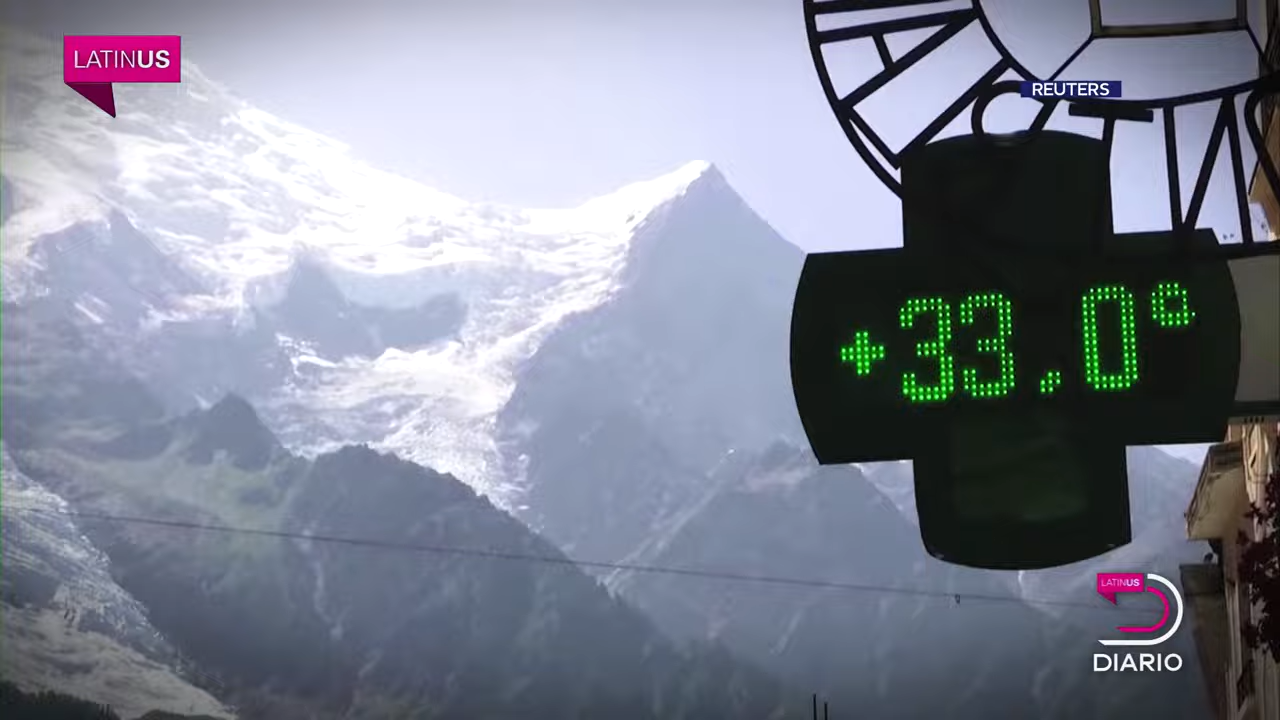 LATINUS
REUTERS
+33,0°
LATINUS
DIARIO